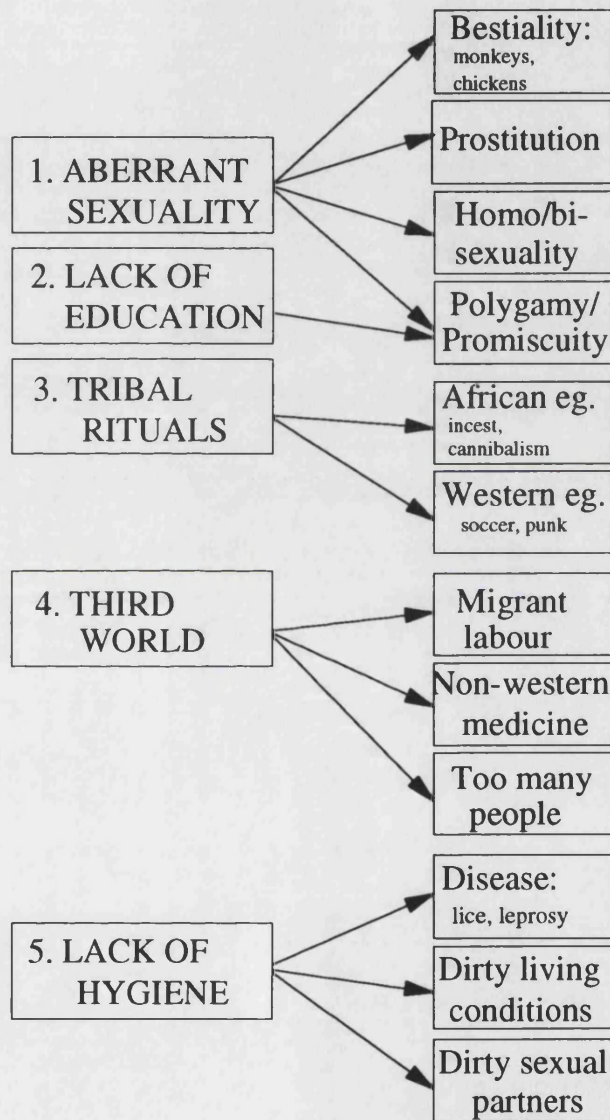 Bestiality:
monkeys,
chickens
Prostitution
1. ABERRANT
SEXUALITY
Homo/bi-
sexuality
2. LACK OF
EDUCATION
Polygamy/
Promiscuity
3. TRIBAL
RITUALS
African eg.
incest,
cannibalism
Western eg.
soccer, punk
4. THIRD
WORLD
Migrant
labour
Non-western
medicine
Too many
people
Disease:
lice, leprosy
5. LACK OF
HYGIENE
Dirty living
conditions
Dirty sexual
partners